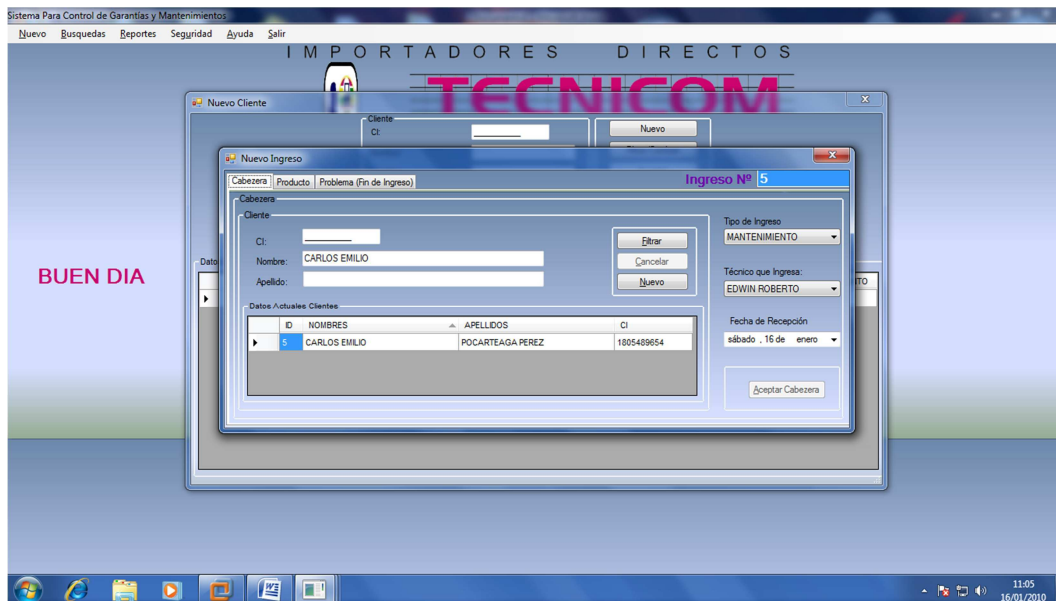 Sistema Para Control de Garantías y Mantenimientos
Nuevo Busquedas Reportes Seguridad Ayuda Salir
IMPORTADORES DIRECTOS
TECNICOM
Nuevo Cliente
Cliente
CI:
Nuevo
Nuevo Ingreso
Cabezera Producto Problema (Fin de Ingreso)
Ingreso Nº 5
Cabezera
Cliente
CI:
Nombre: CARLOS EMILIO
Apellido:
Filtrar
Cancelar
Nuevo
Tipo de Ingreso
MANTENIMIENTO
Técnico que Ingresa:
EDWIN ROBERTO
Fecha de Recepción
sábado , 16 de enero
Aceptar Cabezera
Datos Actuales Clientes
ID NOMBRES APELLIDOS CI
5 CARLOS EMILIO POCARTEAGA PEREZ 1805489654
Dato
ITO
BUEN DIA
11:05
16/01/2010